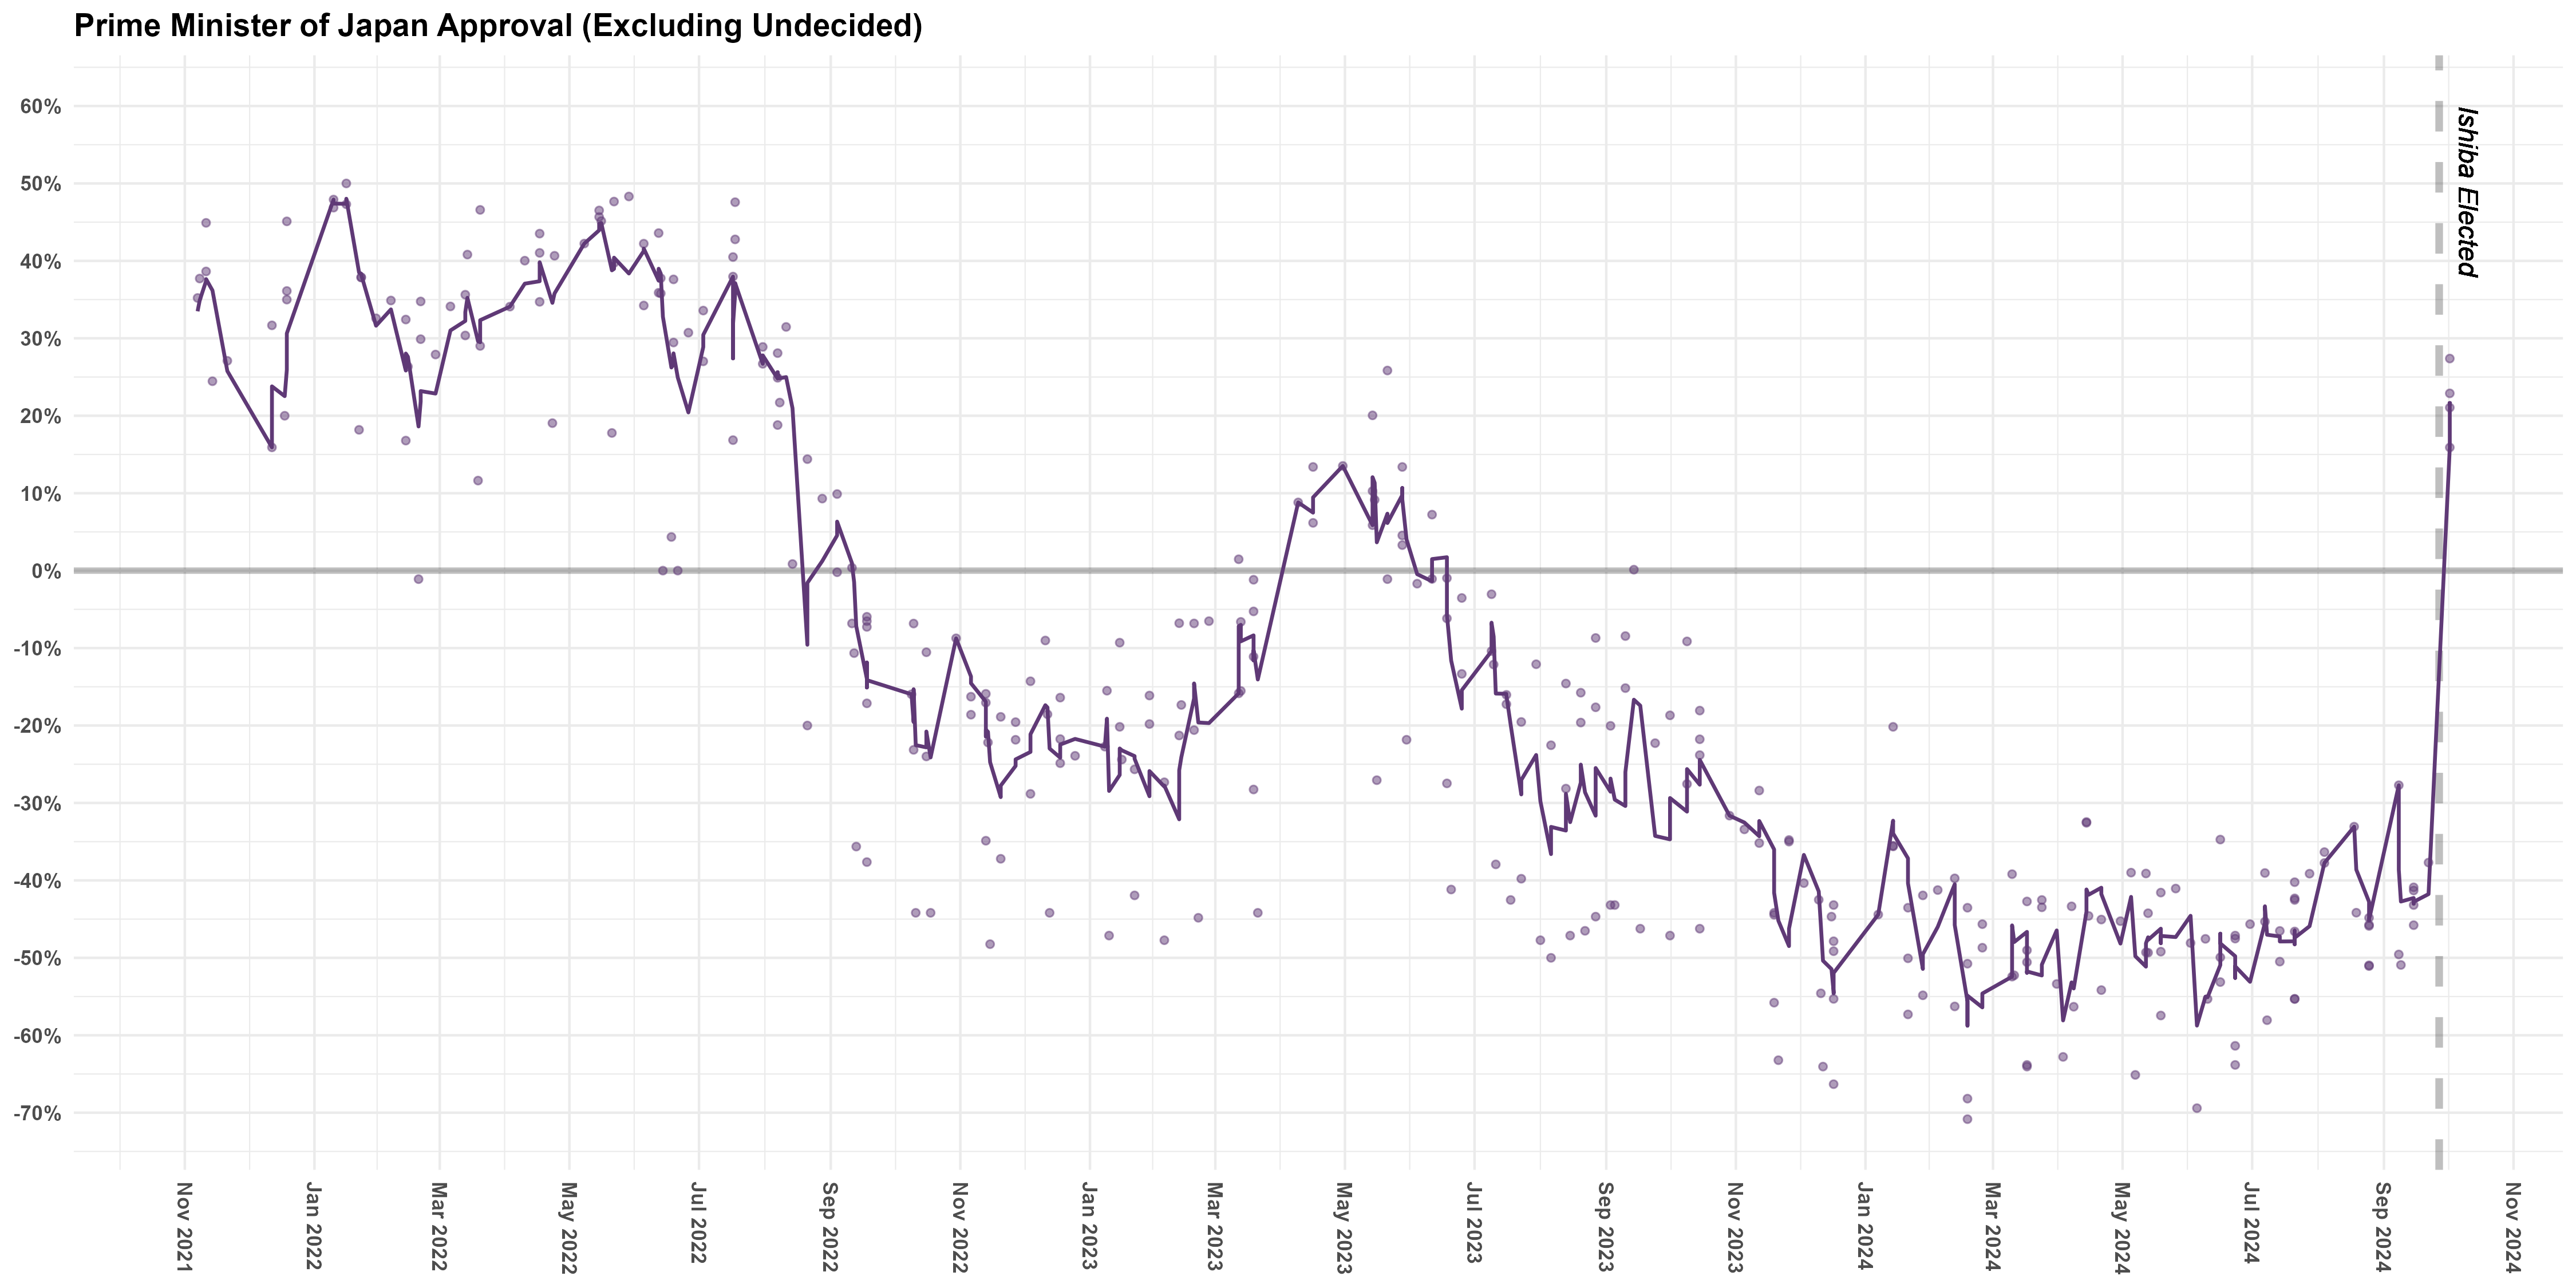 Prime Minister of Japan Approval (Excluding Undecided)
60%
50%
40%
30%
20%
10%
0%
-10%
-20%
-30%
-40%
-50%
-60%
-70%
Ishiba Elected
Nov 2021
Jan 2022
Mar 2022
May 2022
Jul 2022
Sep 2022
Nov 2022
Jan 2023
Mar 2023
May 2023
Jul 2023
Sep 2023
Nov 2023
Jan 2024
Mar 2024
May 2024
Jul 2024
Sep 2024
Nov 2024